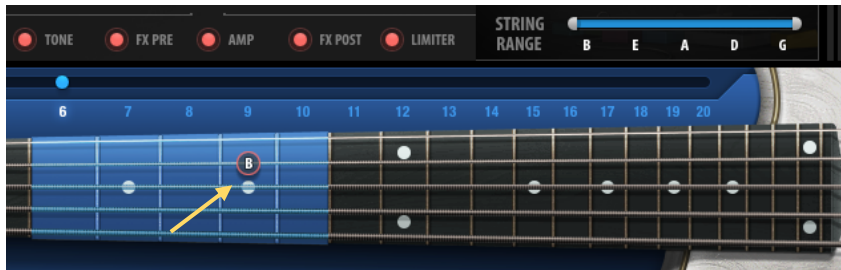 TONE FX PRE AMP FX POST LIMITER
STRING
RANGE
B E A D G
6 7 8 9 10 11 12 13 14 15 16 17 18 19 20
B